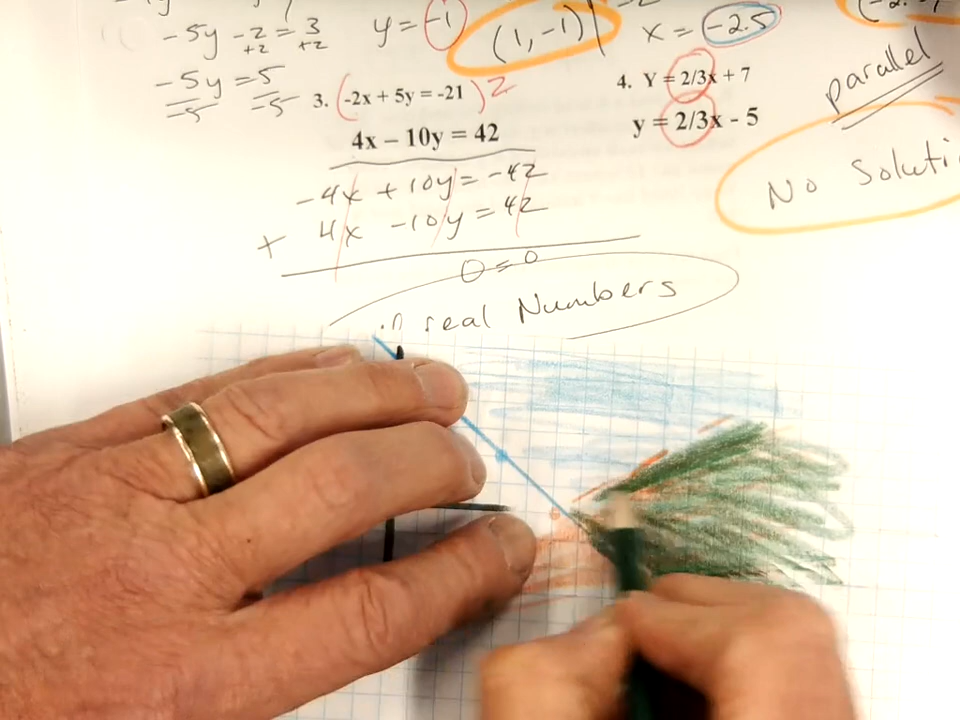 -5y -2 = 3
+2 +2
-5y = 5
-5 -5
y = -1
(1, -1)
x = -2.5
3. (-2x + 5y = -21)2
4x – 10y = 42
-4x + 10y = -42
+ 4x -10y = 42
0 = 0
real Numbers
4. Y = 2/3x + 7
y = 2/3x - 5
parallel
No